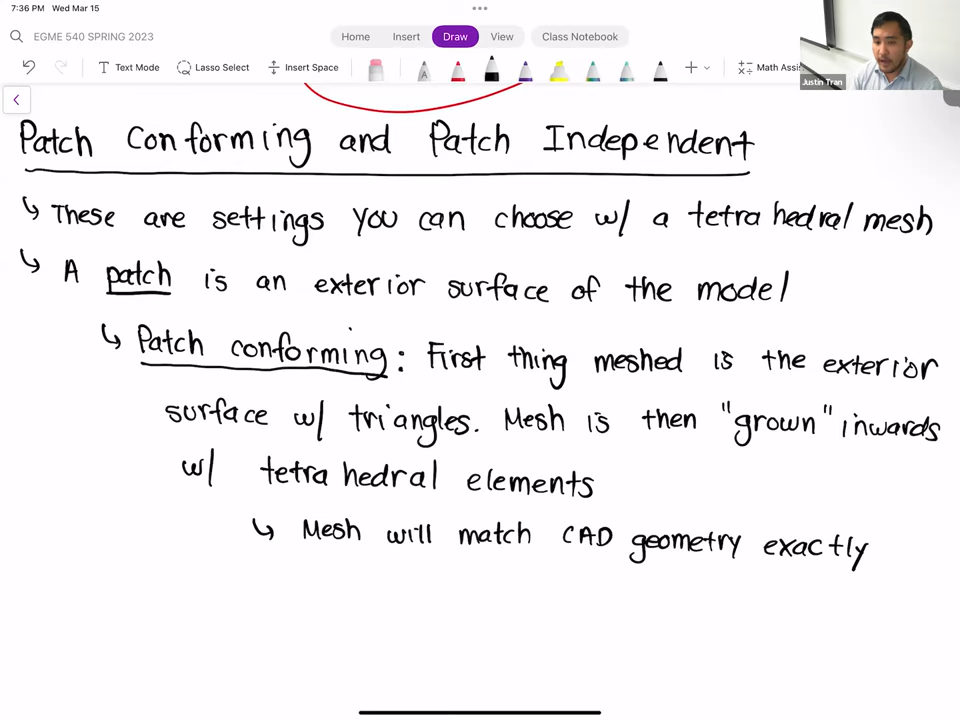 7:36 PM Wed Mar 15
EGME 540 SPRING 2023
Home Insert Draw View Class Notebook
Text Mode Lasso Select Insert Space Math Assis
Justin Tran
Patch Conforming and Patch Independent
↳ These are settings you can choose w/ a tetrahedral mesh
↳ A patch is an exterior surface of the model
↳ Patch conforming: First thing meshed is the exterior
surface w/ triangles. Mesh is then "grown" inwards
w/ tetrahedral elements
↳ Mesh will match CAD geometry exactly